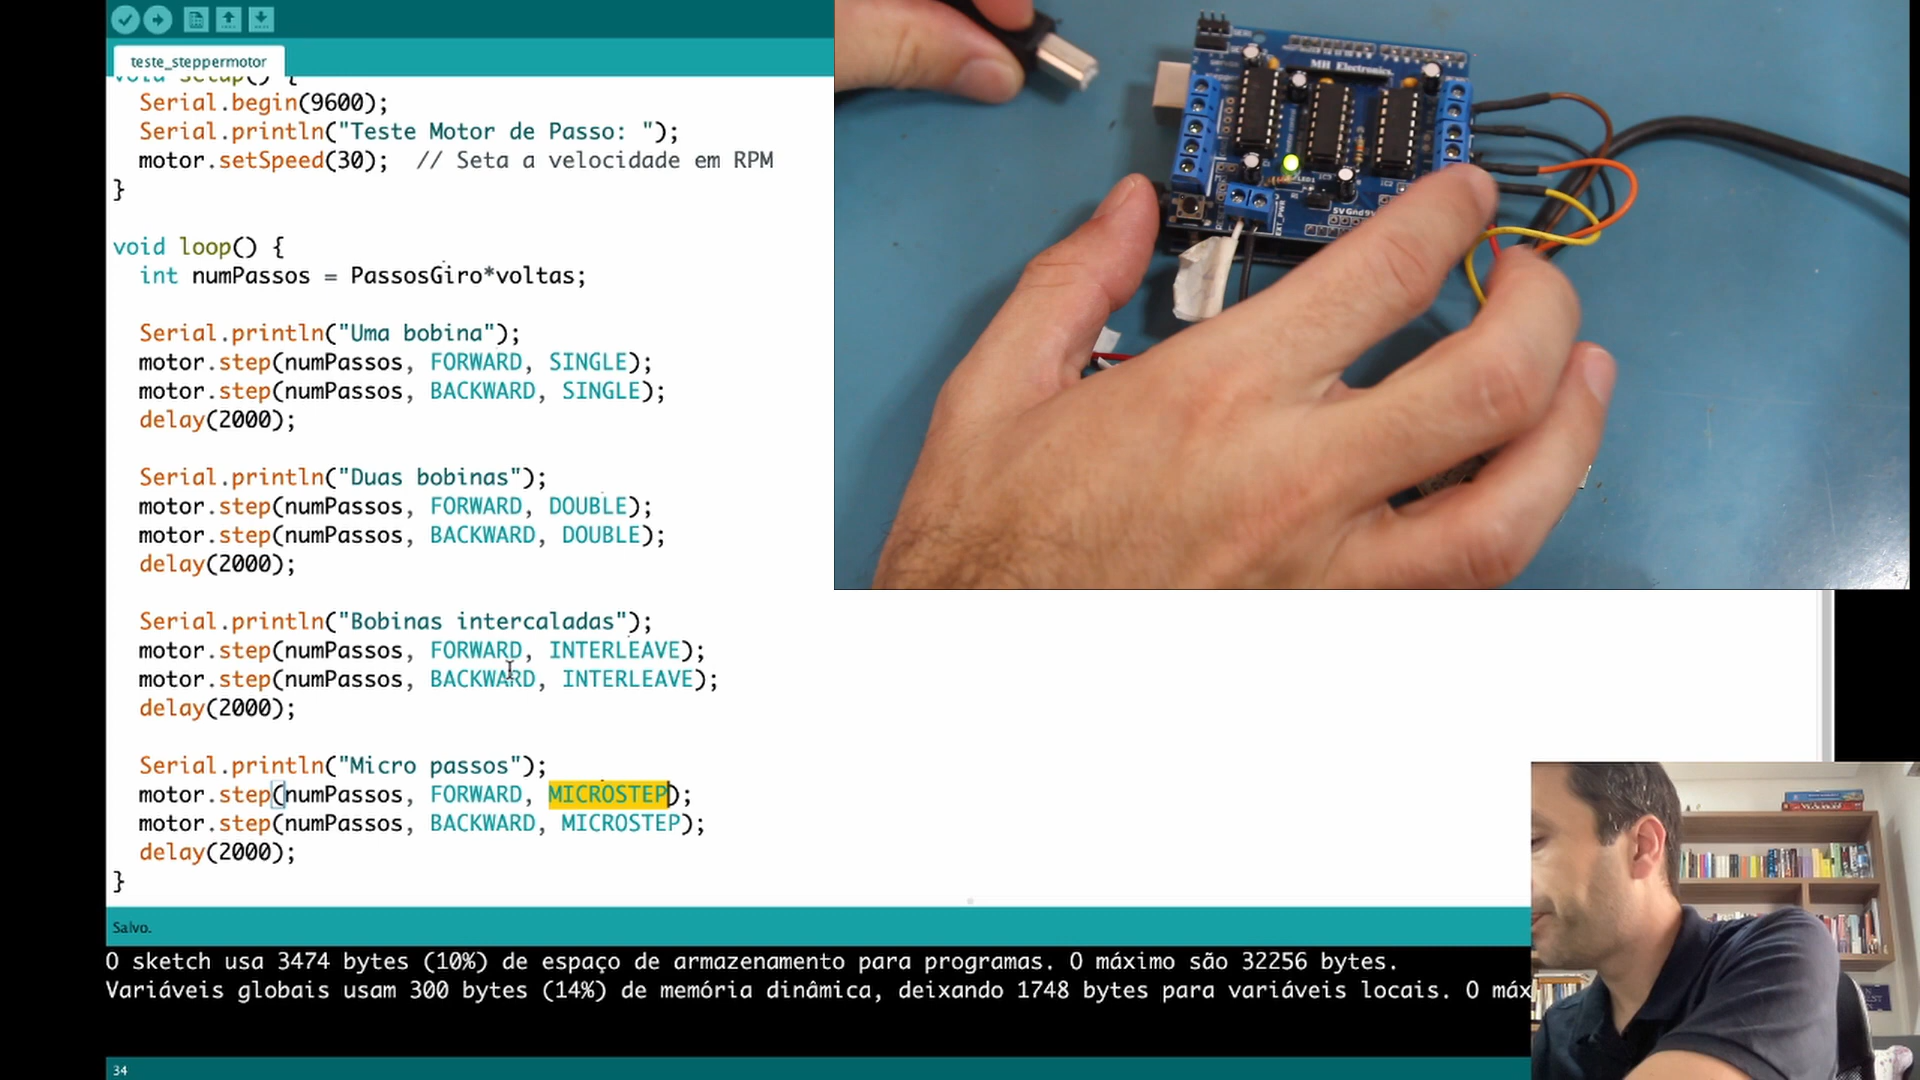 teste_steppermotor
void setup() {
Serial.begin(9600);
Serial.println("Teste Motor de Passo: ");
motor.setSpeed(30);  // Seta a velocidade em RPM
}
void loop() {
int numPassos = PassosGiro*voltas;
Serial.println("Uma bobina");
motor.step(numPassos, FORWARD, SINGLE);
motor.step(numPassos, BACKWARD, SINGLE);
delay(2000);
Serial.println("Duas bobinas");
motor.step(numPassos, FORWARD, DOUBLE);
motor.step(numPassos, BACKWARD, DOUBLE);
delay(2000);
Serial.println("Bobinas intercaladas");
motor.step(numPassos, FORWARD, INTERLEAVE);
motor.step(numPassos, BACKWARD, INTERLEAVE);
delay(2000);
Serial.println("Micro passos");
motor.step(numPassos, FORWARD, MICROSTEP);
motor.step(numPassos, BACKWARD, MICROSTEP);
delay(2000);
}
Salvo.
O sketch usa 3474 bytes (10%) de espaço de armazenamento para programas. O máximo são 32256 bytes.
Variáveis globais usam 300 bytes (14%) de memória dinâmica, deixando 1748 bytes para variáveis locais. O máx
34
MH Electronics
EXT_PWR
5V Gnd 9V